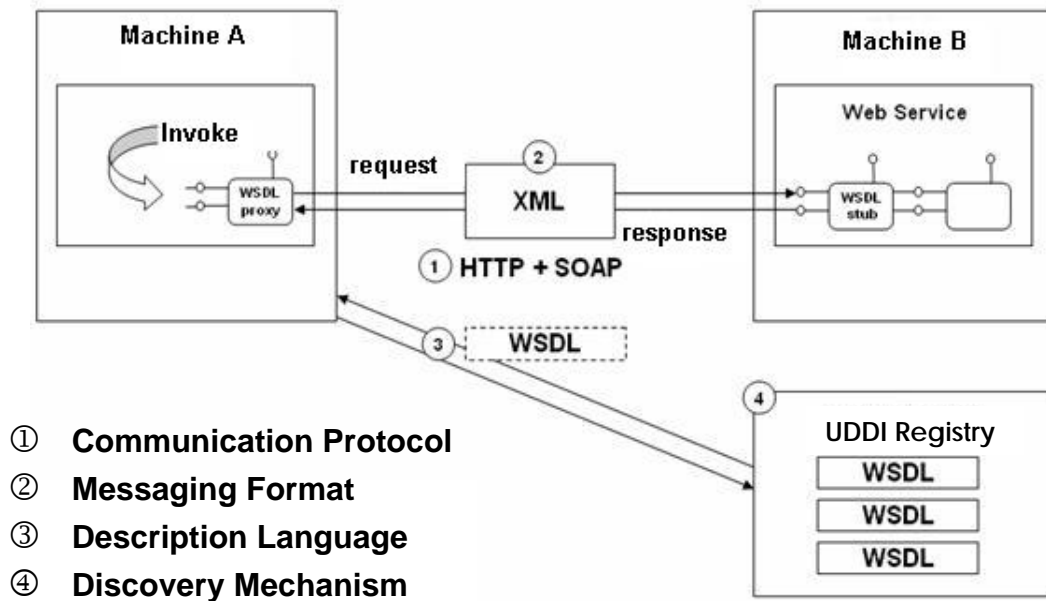 Machine A
Machine B
Invoke
WSDL
proxy
request
②
XML
response
① HTTP + SOAP
Web Service
WSDL
stub
③ WSDL
④
UDDI Registry
WSDL
WSDL
WSDL
① Communication Protocol
② Messaging Format
③ Description Language
④ Discovery Mechanism